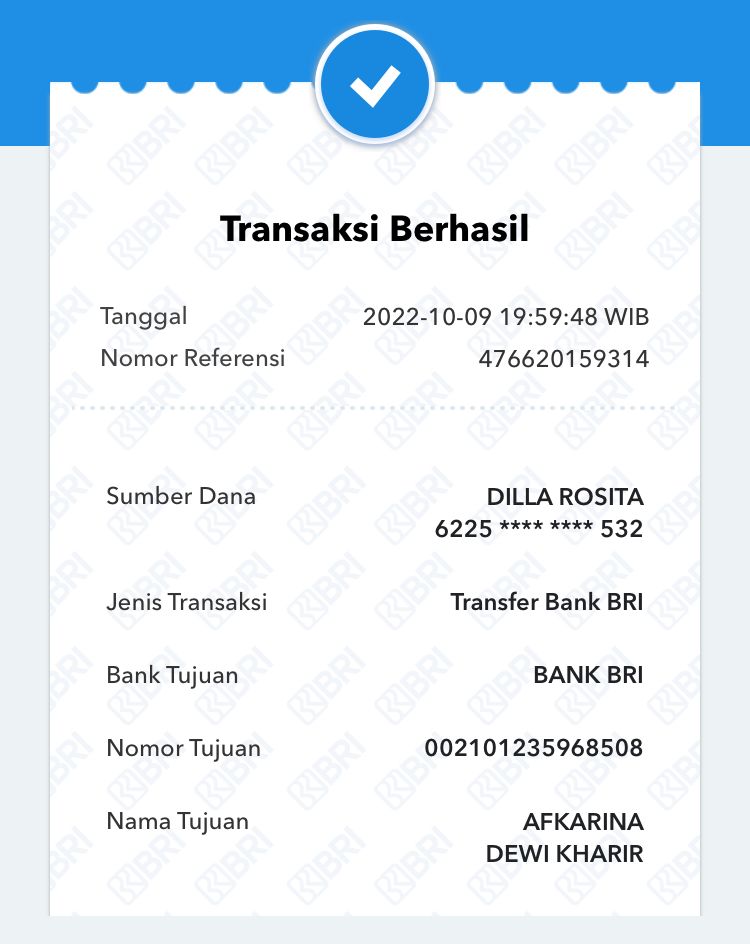 Transaksi Berhasil
Tanggal 2022-10-09 19:59:48 WIB
Nomor Referensi 476620159314
Sumber Dana DILLA ROSITA
6225 **** **** 532
Jenis Transaksi Transfer Bank BRI
Bank Tujuan BANK BRI
Nomor Tujuan 002101235968508
Nama Tujuan AFKARINA
DEWI KHARIR